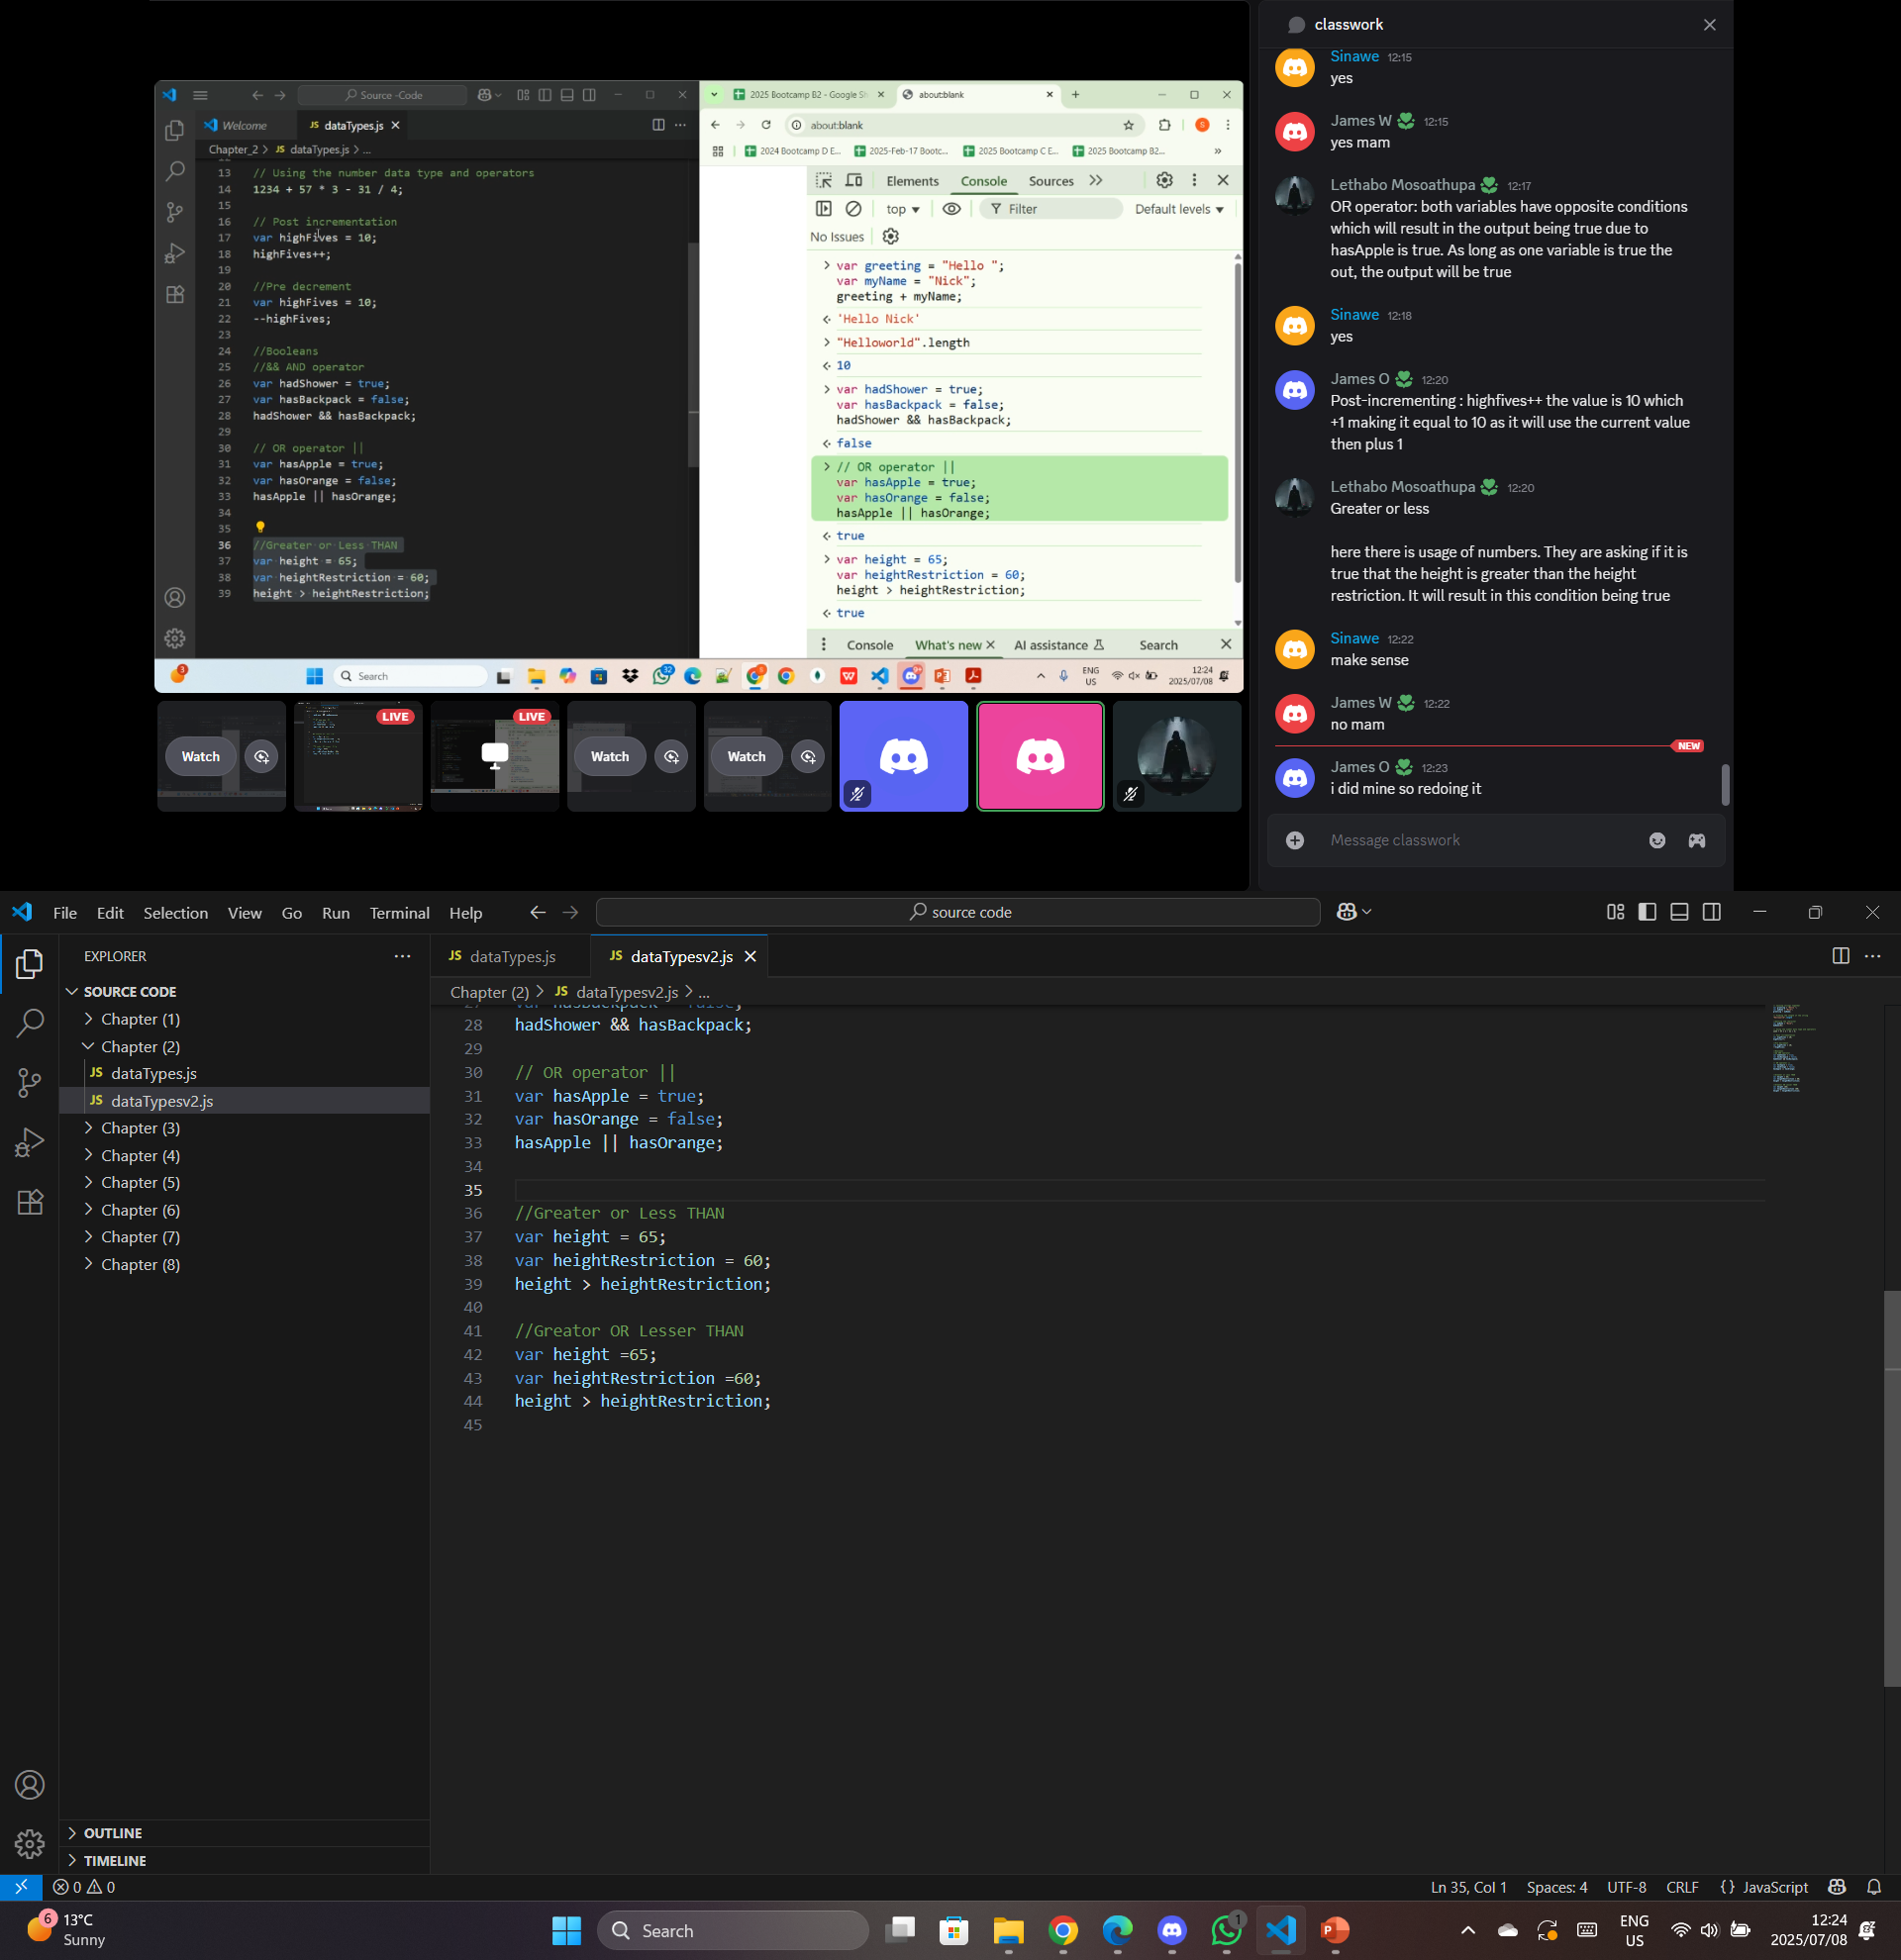 classwork
Sinawe 12:15
yes
James W 12:15
yes mam
Lethabo Mosoathupa 12:17
OR operator: both variables have opposite conditions
which will result in the output being true due to
hasApple is true. As long as one variable is true the
out, the output will be true
Sinawe 12:18
yes
James O 12:20
Post-incrementing : highfives++ the value is 10 which
+1 making it equal to 10 as it will use the current value
then plus 1
Lethabo Mosoathupa 12:20
Greater or less
here there is usage of numbers. They are asking if it is
true that the height is greater than the height
restriction. It will result in this condition being true
Sinawe 12:22
make sense
James W 12:22
no mam
NEW
James O 12:23
i did mine so redoing it
Message classwork
Source -Code
Welcome
JS dataTypes.js
Chapter_2 > JS dataTypes.js > ...
13 // Using the number data type and operators
14 1234 + 57 * 3 - 31 / 4;
15
16 // Post incrementation
17 var highFives = 10;
18 highFives++;
19
20 //Pre decrement
21 var highFives = 10;
22 --highFives;
23
24 //Booleans
25 //&& AND operator
26 var hadShower = true;
27 var hasBackpack = false;
28 hadShower && hasBackpack;
29
30 // OR operator ||
31 var hasApple = true;
32 var hasOrange = false;
33 hasApple || hasOrange;
34
35
36 //Greater or Less THAN
37 var height = 65;
38 var heightRestriction = 60;
39 height > heightRestriction;
2025 Bootcamp B2 - Google Sh
about:blank
about:blank
S
2024 Bootcamp D E...
2025-Feb-17 Bootc...
2025 Bootcamp C E...
2025 Bootcamp B2...
Elements Console Sources
top Filter Default levels
No Issues
> var greeting = "Hello ";
var myName = "Nick";
greeting + myName;
'Hello Nick'
> "Helloworld".length
10
> var hadShower = true;
var hasBackpack = false;
hadShower && hasBackpack;
false
> // OR operator ||
var hasApple = true;
var hasOrange = false;
hasApple || hasOrange;
true
> var height = 65;
var heightRestriction = 60;
height > heightRestriction;
true
Console What's new AI assistance Search
3
Search
32
ENG
US
12:24
2025/07/08
Watch
LIVE
LIVE
Watch
Watch
File Edit Selection View Go Run Terminal Help
source code
EXPLORER
SOURCE CODE
Chapter (1)
Chapter (2)
JS dataTypes.js
JS dataTypesv2.js
Chapter (3)
Chapter (4)
Chapter (5)
Chapter (6)
Chapter (7)
Chapter (8)
OUTLINE
TIMELINE
JS dataTypes.js
JS dataTypesv2.js
Chapter (2) > JS dataTypesv2.js > ...
27 var hasBackpack = false;
28 hadShower && hasBackpack;
29
30 // OR operator ||
31 var hasApple = true;
32 var hasOrange = false;
33 hasApple || hasOrange;
34
35
36 //Greater or Less THAN
37 var height = 65;
38 var heightRestriction = 60;
39 height > heightRestriction;
40
41 //Greator OR Lesser THAN
42 var height =65;
43 var heightRestriction =60;
44 height > heightRestriction;
45
0 0
Ln 35, Col 1 Spaces: 4 UTF-8 CRLF {} JavaScript
6
13°C
Sunny
Search
1
ENG
US
12:24
2025/07/08